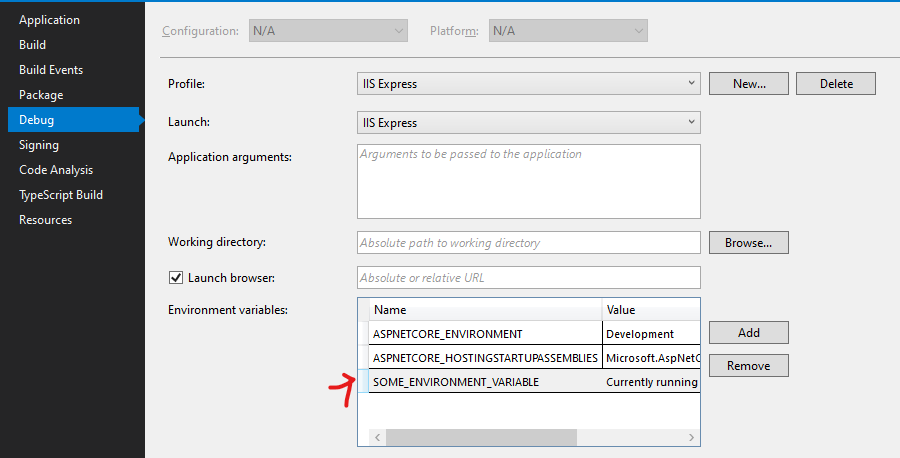 Application
Build
Build Events
Package
Debug
Signing
Code Analysis
TypeScript Build
Resources
Configuration: N/A Platform: N/A
Profile: IIS Express New... Delete
Launch: IIS Express
Application arguments: Arguments to be passed to the application
Working directory: Absolute path to working directory Browse...
Launch browser: Absolute or relative URL
Environment variables:
Name Value
ASPNETCORE_ENVIRONMENT Development Add
ASPNETCORE_HOSTINGSTARTUPASSEMBLIES Microsoft.AspNetC Remove
SOME_ENVIRONMENT_VARIABLE Currently running